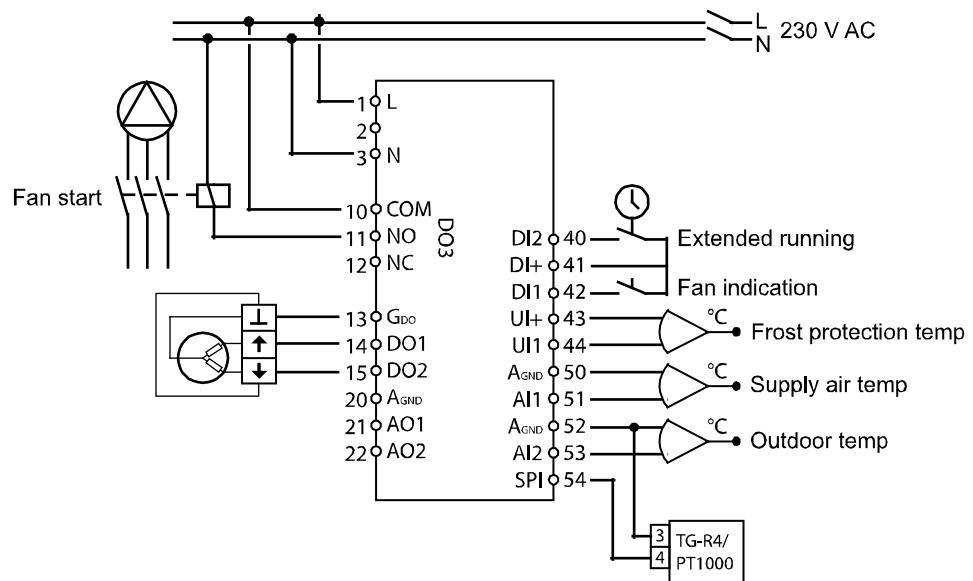 L
N 230 V AC
1 L
2
3 N
Fan start
10 COM
11 NO
12 NC
DO3
13 GDO
14 DO1
15 DO2
20 AGND
21 AO1
22 AO2
DI2 40 Extended running
DI+ 41
DI1 42 Fan indication
UI+ 43 °C
UI1 44 Frost protection temp
AGND 50 °C
AI1 51 Supply air temp
AGND 52 °C
AI2 53 Outdoor temp
SPI 54
3 TG-R4/
4 PT1000